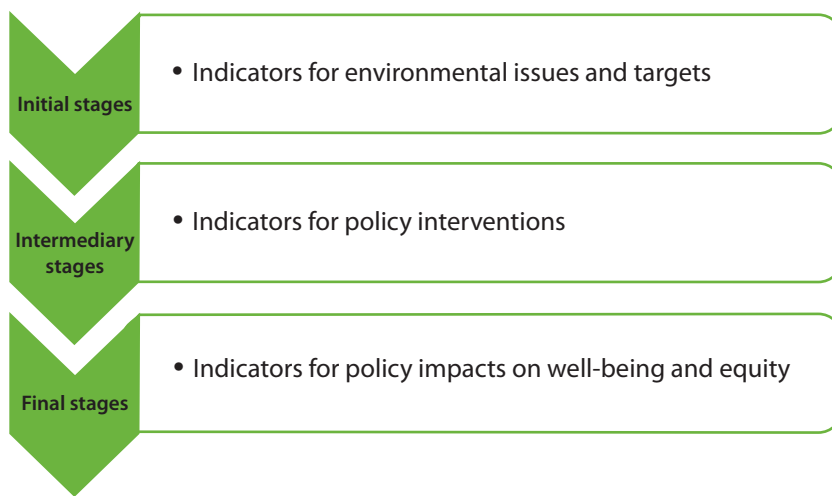 Initial stages
• Indicators for environmental issues and targets
Intermediary
stages
• Indicators for policy interventions
Final stages
• Indicators for policy impacts on well-being and equity